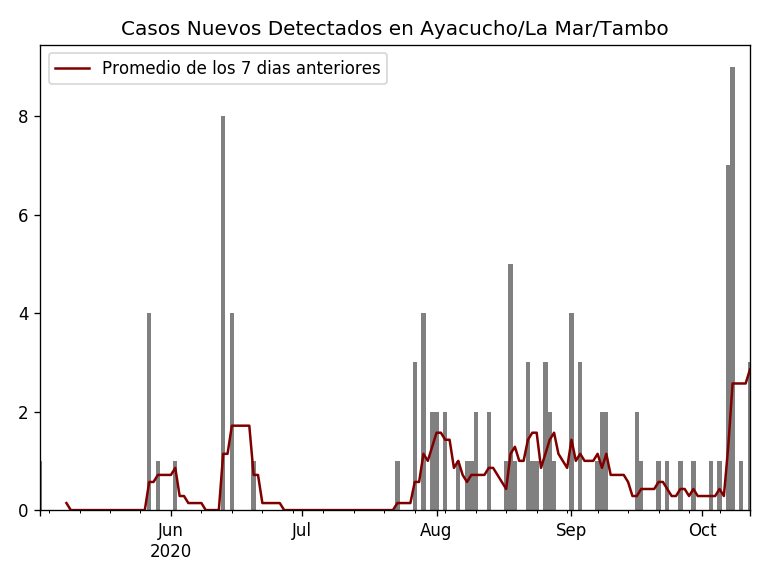 Casos Nuevos Detectados en Ayacucho/La Mar/Tambo
Promedio de los 7 dias anteriores
8
6
4
2
0
Jun Jul Aug Sep Oct
2020